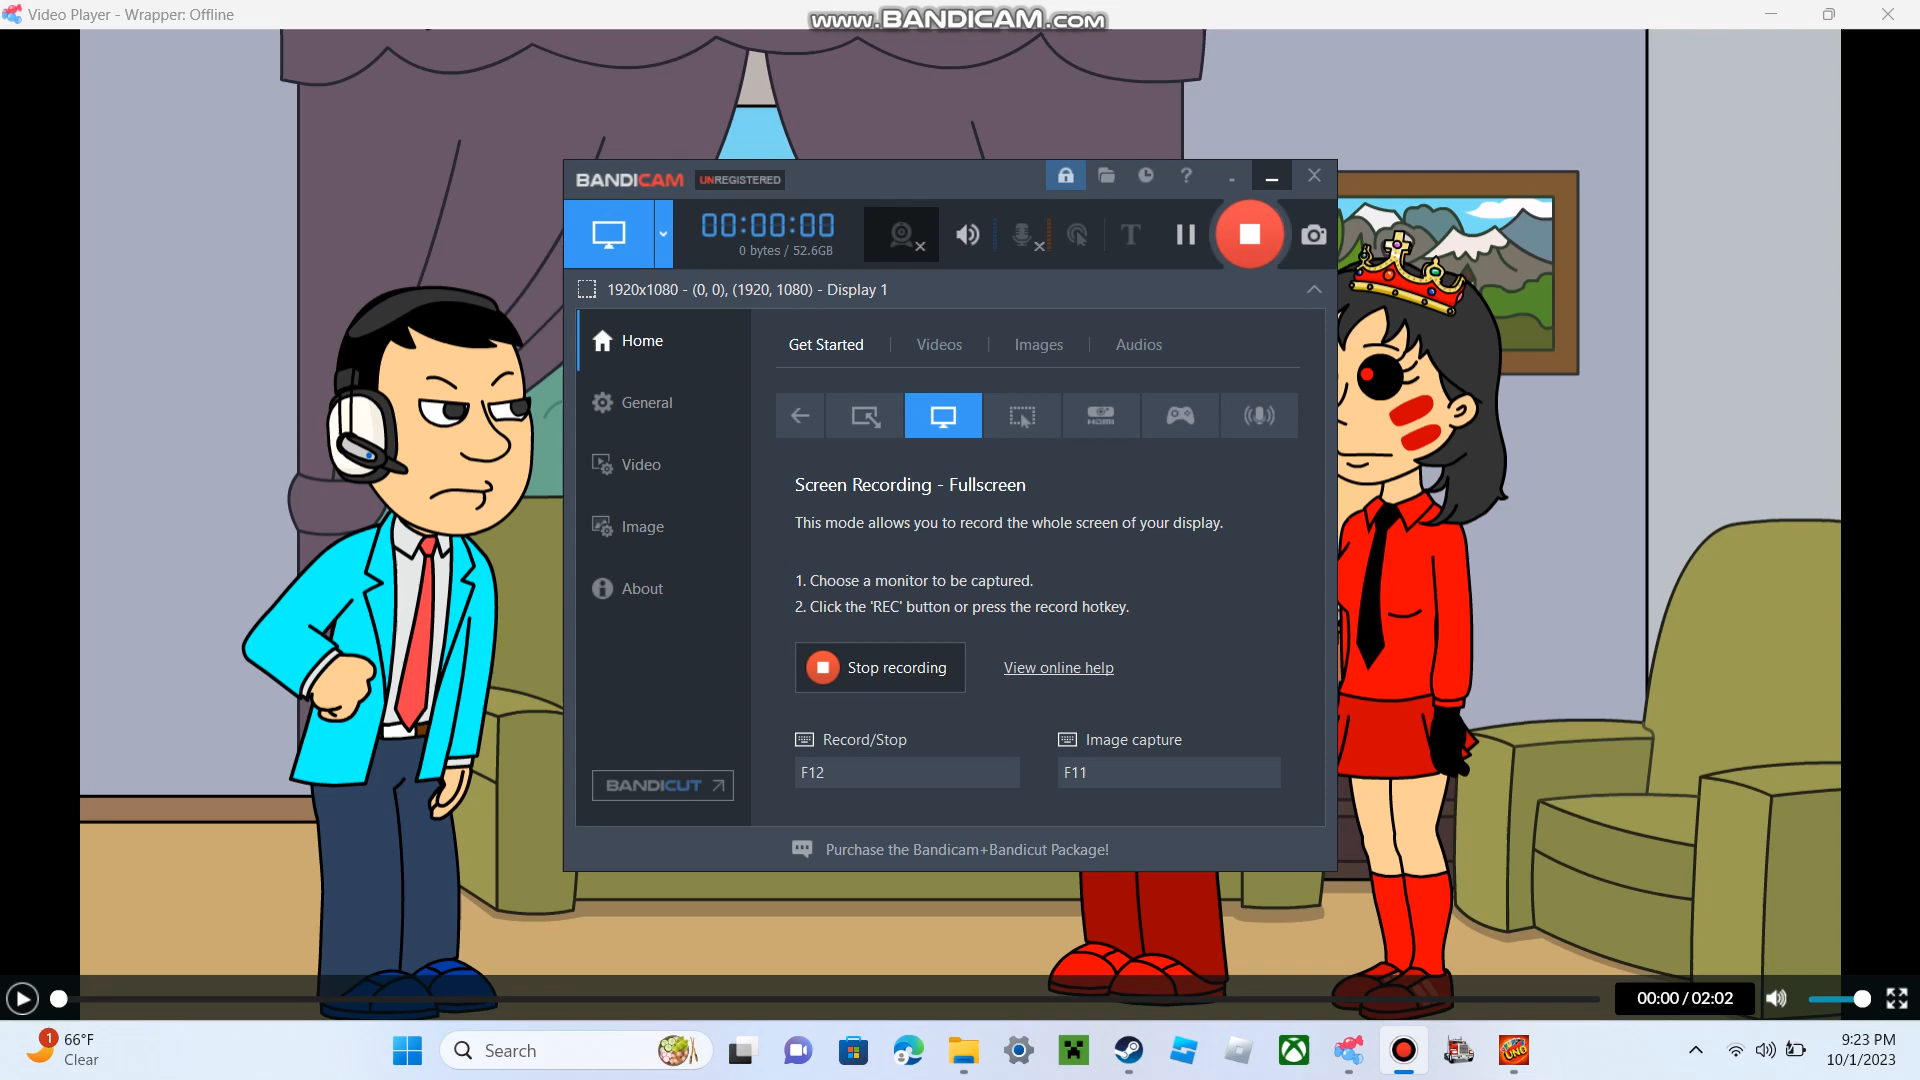 Video Player - Wrapper: Offline
www.BANDICAM.com
BANDICAM UNREGISTERED
00:00:00
0 bytes / 52.6GB
1920x1080 - (0, 0), (1920, 1080) - Display 1
Home
General
Video
Image
About
BANDICUT
Get Started
Videos
Images
Audios
HDMI
Screen Recording - Fullscreen
This mode allows you to record the whole screen of your display.
1. Choose a monitor to be captured.
2. Click the 'REC' button or press the record hotkey.
Stop recording
View online help
Record/Stop
Image capture
F12
F11
Purchase the Bandicam+Bandicut Package!
00:00 / 02:02
1
66°F
Clear
Search
UNO
9:23 PM
10/1/2023